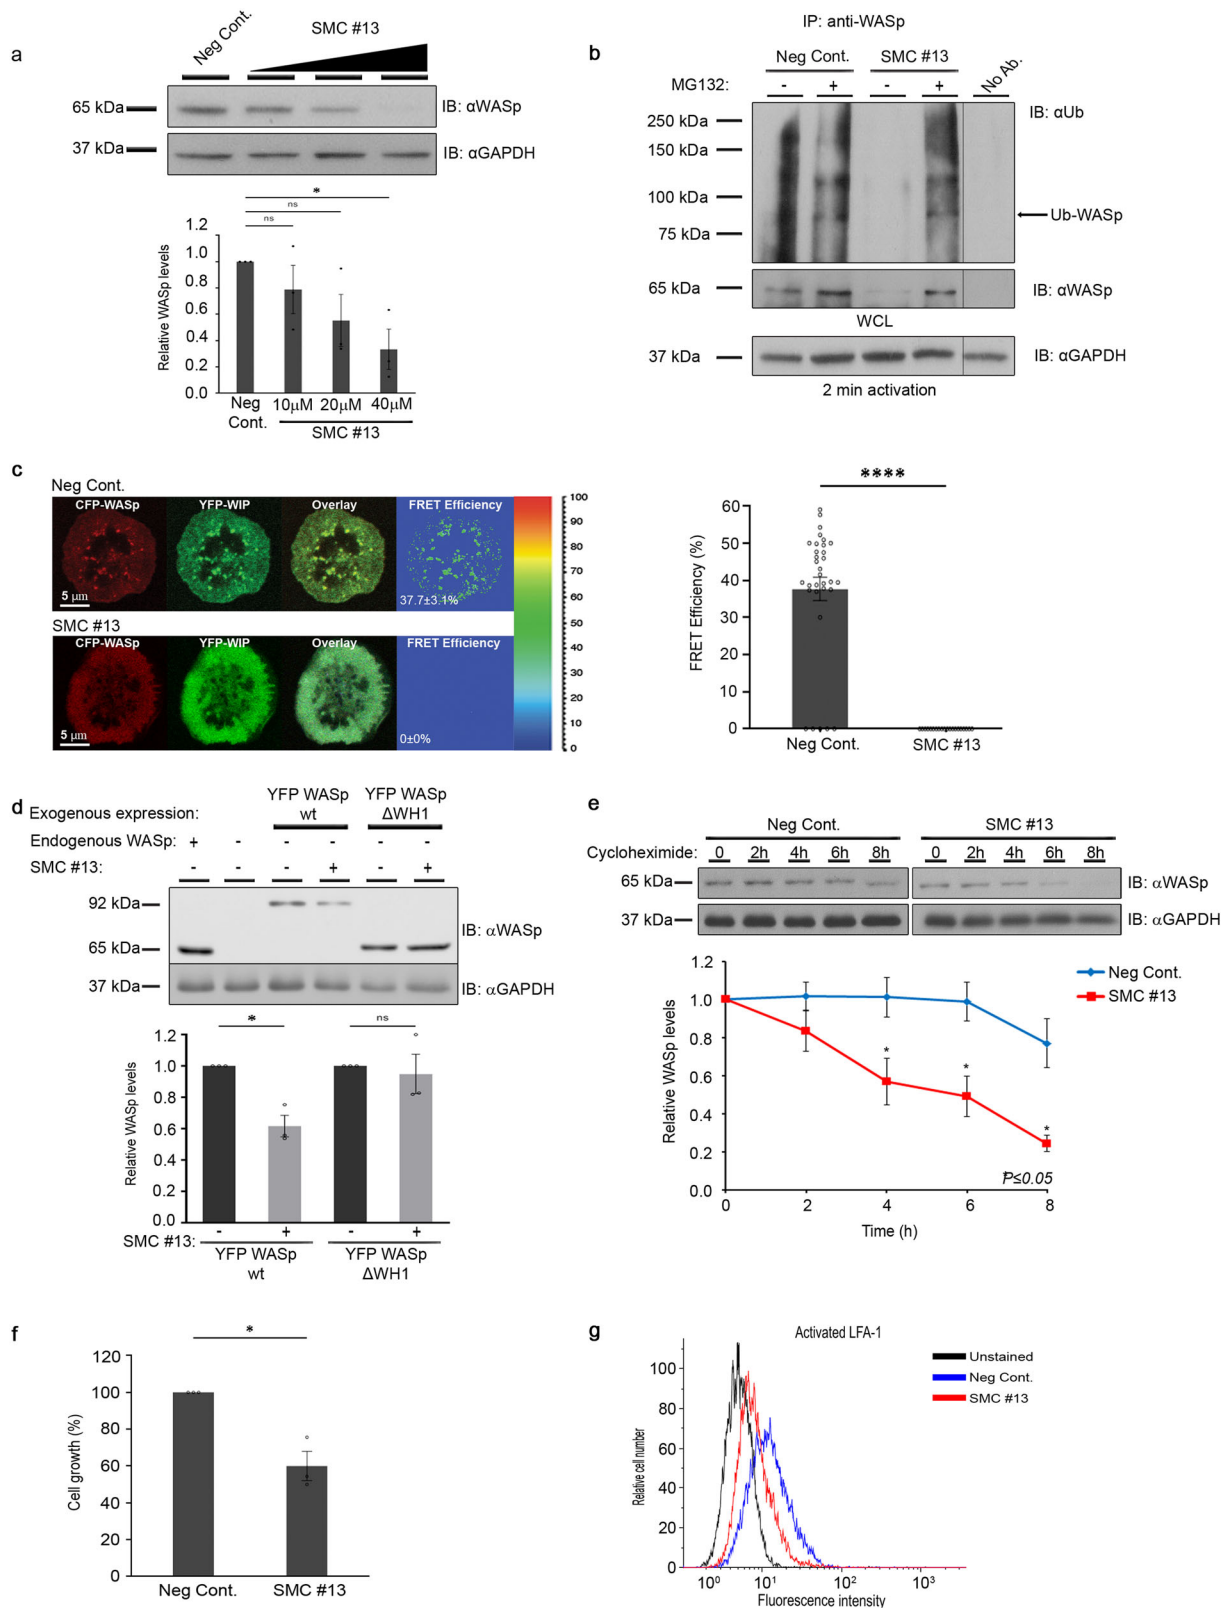 a
Neg Cont.
SMC #13
65 kDa
IB: αWASp
37 kDa
IB: αGAPDH
*
ns
ns
Relative WASp levels
1.2
1.0
0.8
0.6
0.4
0.2
0.0
Neg Cont.
10µM 20µM 40µM
SMC #13
b
IP: anti-WASp
Neg Cont. SMC #13 No Ab.
MG132: - + - +
IB: αUb
250 kDa
150 kDa
100 kDa
Ub-WASp
75 kDa
65 kDa
IB: αWASp
WCL
37 kDa
IB: αGAPDH
2 min activation
c
Neg Cont.
CFP-WASp YFP-WIP Overlay FRET Efficiency
5 µm
37.7±3.1%
SMC #13
CFP-WASp YFP-WIP Overlay FRET Efficiency
5 µm
0±0%
100
90
80
70
60
50
40
30
20
10
0
****
FRET Efficiency (%)
60
50
40
30
20
10
0
Neg Cont. SMC #13
d
Exogenous expression:
YFP WASp wt
YFP WASp ΔWH1
Endogenous WASp: + - - - - -
SMC #13: - - - + - +
92 kDa
IB: αWASp
65 kDa
37 kDa
IB: αGAPDH
* ns
Relative WASp levels
1.2
1.0
0.8
0.6
0.4
0.2
0.0
SMC #13: - + - +
YFP WASp wt
YFP WASp ΔWH1
e
Neg Cont. SMC #13
Cycloheximide: 0 2h 4h 6h 8h 0 2h 4h 6h 8h
65 kDa
IB: αWASp
37 kDa
IB: αGAPDH
Neg Cont.
SMC #13
Relative WASp levels
1.2
1.0
0.8
0.6
0.4
0.2
0.0
* * *
*P≤0.05
0 2 4 6 8
Time (h)
f
*
Cell growth (%)
120
100
80
60
40
20
0
Neg Cont. SMC #13
g
Activated LFA-1
Unstained
Neg Cont.
SMC #13
Relative cell number
100
80
60
40
20
0
10⁰ 10¹ 10² 10³
Fluorescence intensity